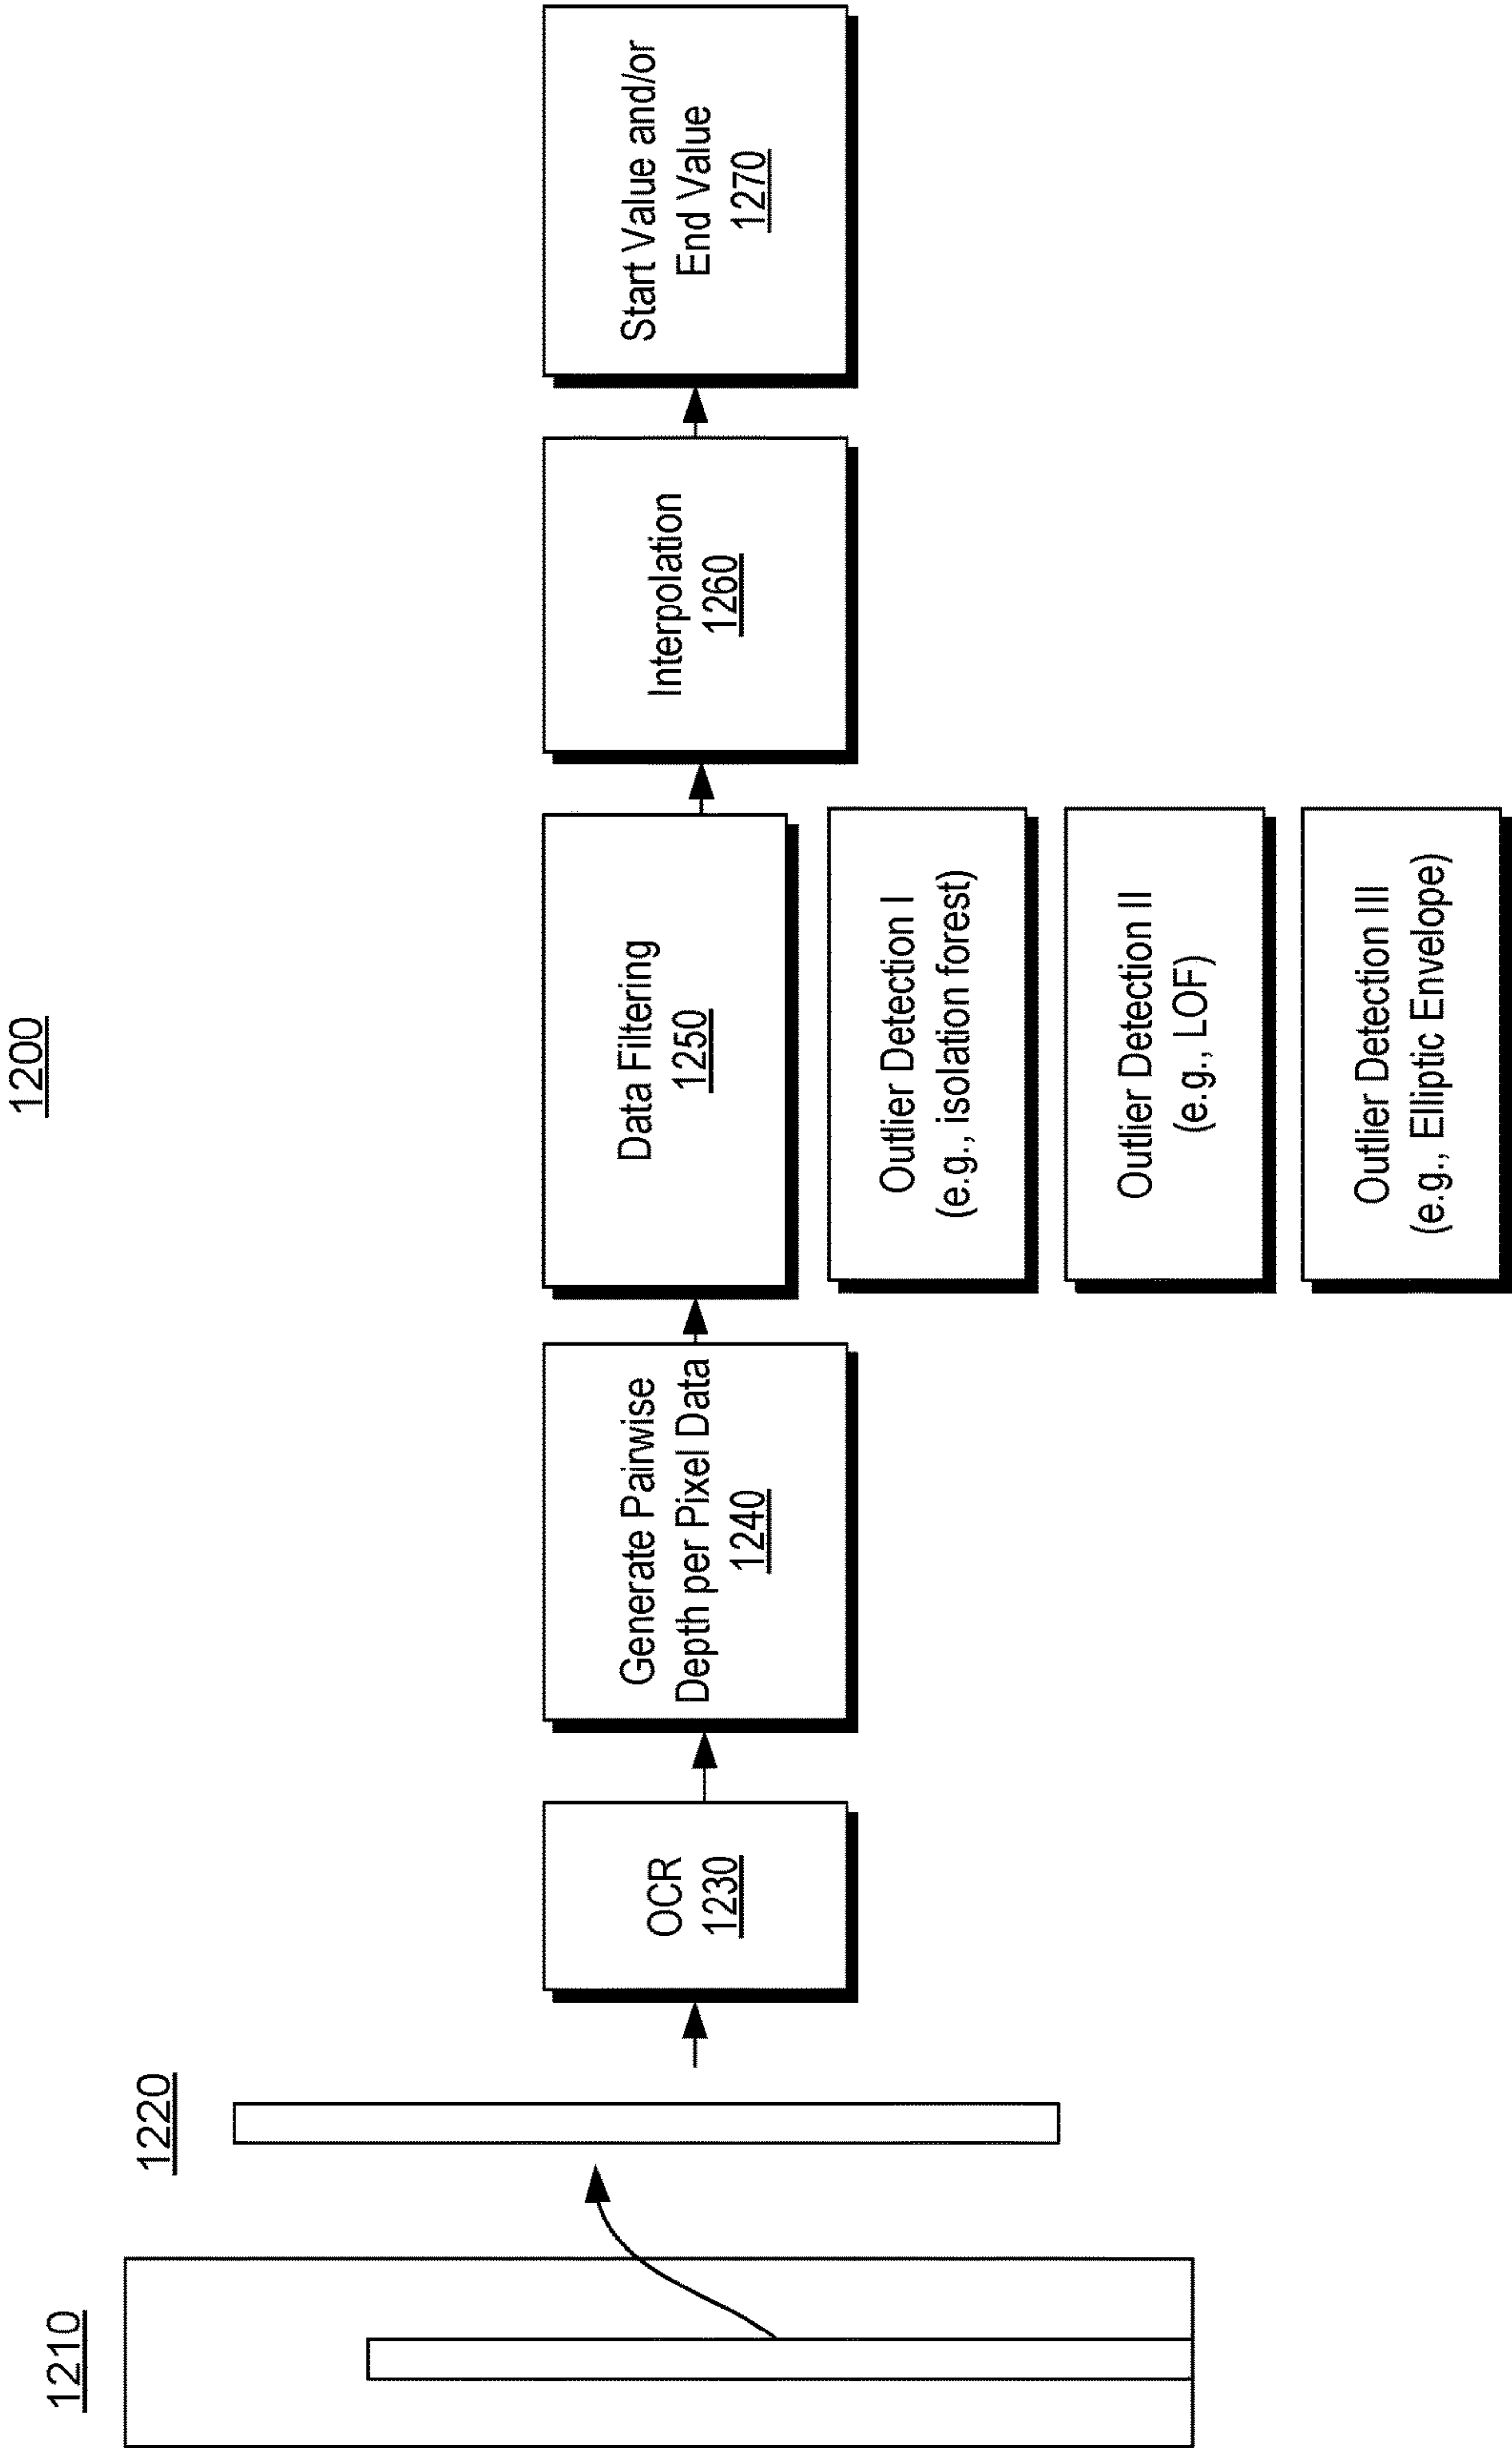 1200
1210
1220
OCR
1230
Generate Pairwise
Depth per Pixel Data
1240
Data Filtering
1250
Outlier Detection I
(e.g., isolation forest)
Outlier Detection II
(e.g., LOF)
Outlier Detection III
(e.g., Elliptic Envelope)
Interpolation
1260
Start Value and/or
End Value
1270